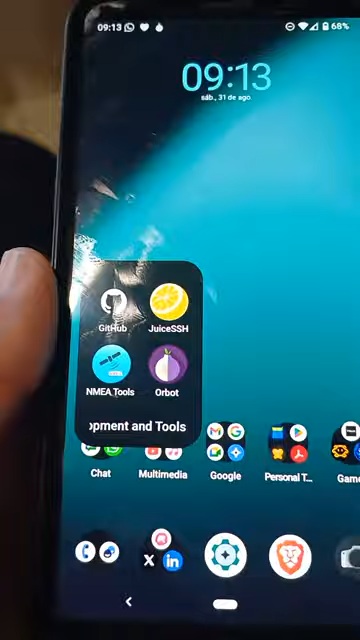 09:13
68%
09:13
sáb., 31 de ago.
GitHub
JuiceSSH
NMEA Tools
Orbot
opment and Tools
Chat
Multimedia
Google
Personal T...
Game
X
in